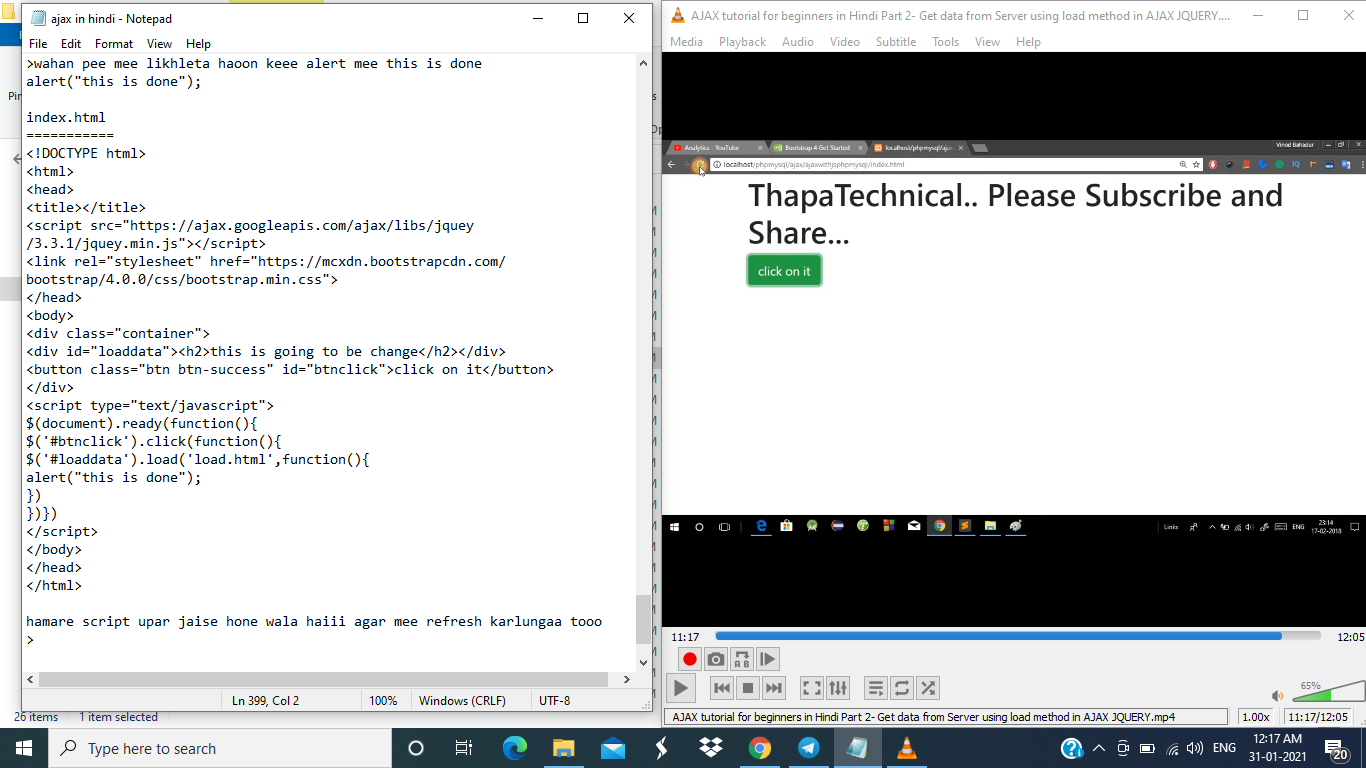 ajax in hindi - Notepad
File Edit Format View Help
>wahan pee mee likhleta haoon keee alert mee this is done
alert("this is done");
index.html
===========
<!DOCTYPE html>
<html>
<head>
<title></title>
<script src="https://ajax.googleapis.com/ajax/libs/jquey
/3.3.1/jquey.min.js"></script>
<link rel="stylesheet" href="https://mcxdn.bootstrapcdn.com/
bootstrap/4.0.0/css/bootstrap.min.css">
</head>
<body>
<div class="container">
<div id="loaddata"><h2>this is going to be change</h2></div>
<button class="btn btn-success" id="btnclick">click on it</button>
</div>
<script type="text/javascript">
$(document).ready(function(){
$('#btnclick').click(function(){
$('#loaddata').load('load.html',function(){
alert("this is done");
})
})})
</script>
</body>
</head>
</html>
hamare script upar jaise hone wala haiii agar mee refresh karlungaa tooo
>
Ln 399, Col 2 100% Windows (CRLF) UTF-8
26 items 1 item selected
AJAX tutorial for beginners in Hindi Part 2- Get data from Server using load method in AJAX JQUERY....
Media Playback Audio Video Subtitle Tools View Help
Analytics - YouTube Bootstrap 4 Get Started localhost/phpmysql/ajax Vinod Bahadur
localhost/phpmysql/ajax/ajaxwithjsphpmysql/index.html
ThapaTechnical.. Please Subscribe and
Share...
click on it
Links ENG 23:14
17-02-2018
11:17 12:05
65%
AJAX tutorial for beginners in Hindi Part 2- Get data from Server using load method in AJAX JQUERY.mp4 1.00x 11:17/12:05
Type here to search ENG 12:17 AM
31-01-2021 20